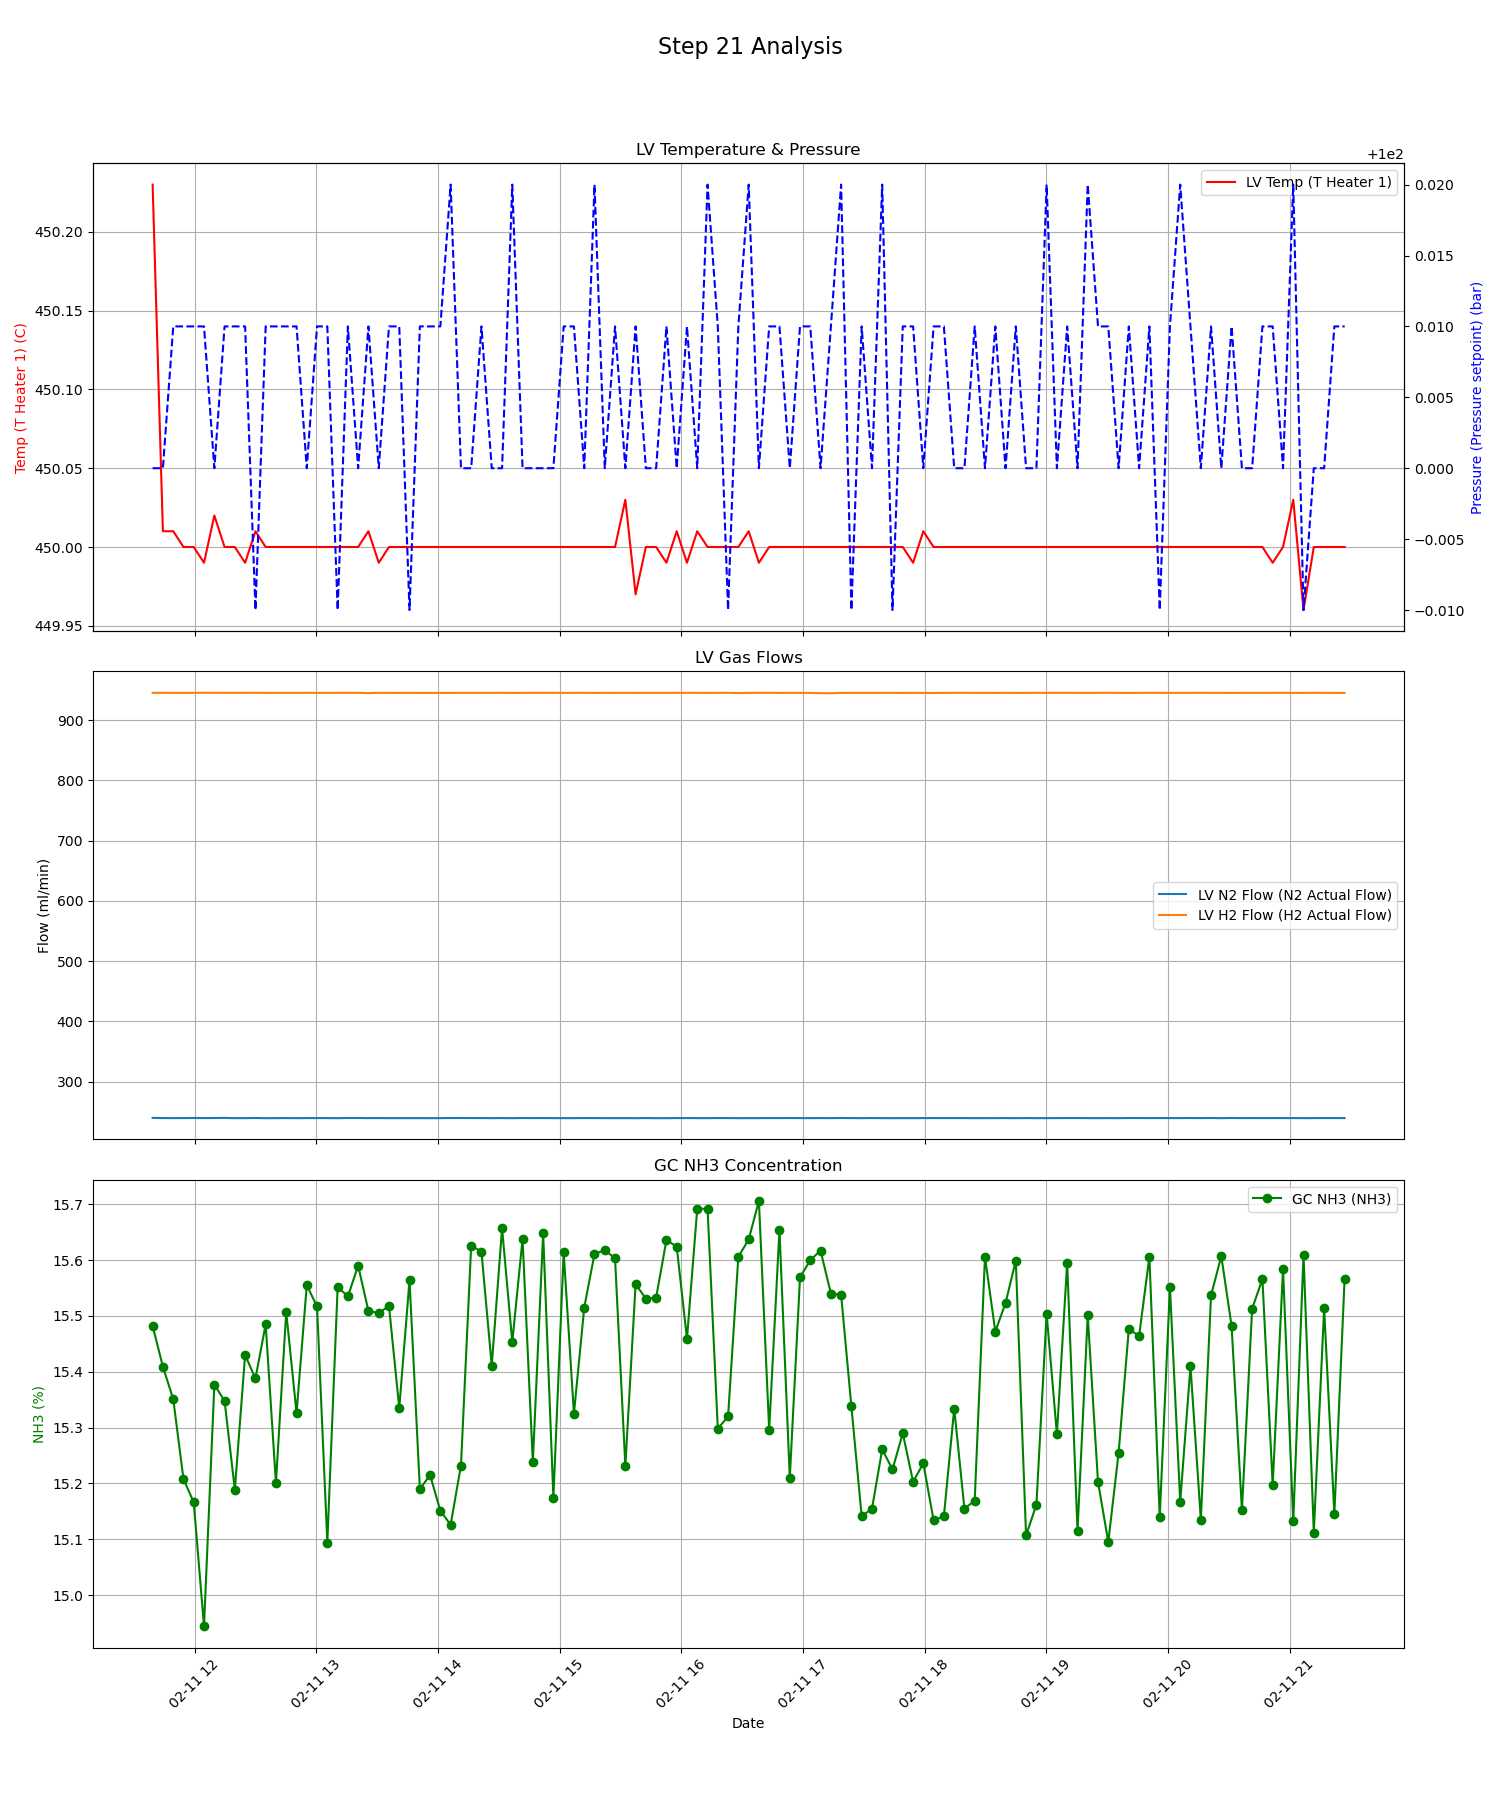 Step 21 Analysis
LV Temperature & Pressure
+1e2
LV Temp (T Heater 1)
Temp (T Heater 1) (C)
450.20
450.15
450.10
450.05
450.00
449.95
0.020
0.015
0.010
0.005
0.000
−0.005
−0.010
Pressure (Pressure setpoint) (bar)
LV Gas Flows
Flow (ml/min)
900
800
700
600
500
400
300
LV N2 Flow (N2 Actual Flow)
LV H2 Flow (H2 Actual Flow)
GC NH3 Concentration
GC NH3 (NH3)
NH3 (%)
15.7
15.6
15.5
15.4
15.3
15.2
15.1
15.0
02-11 12
02-11 13
02-11 14
02-11 15
02-11 16
02-11 17
02-11 18
02-11 19
02-11 20
02-11 21
Date